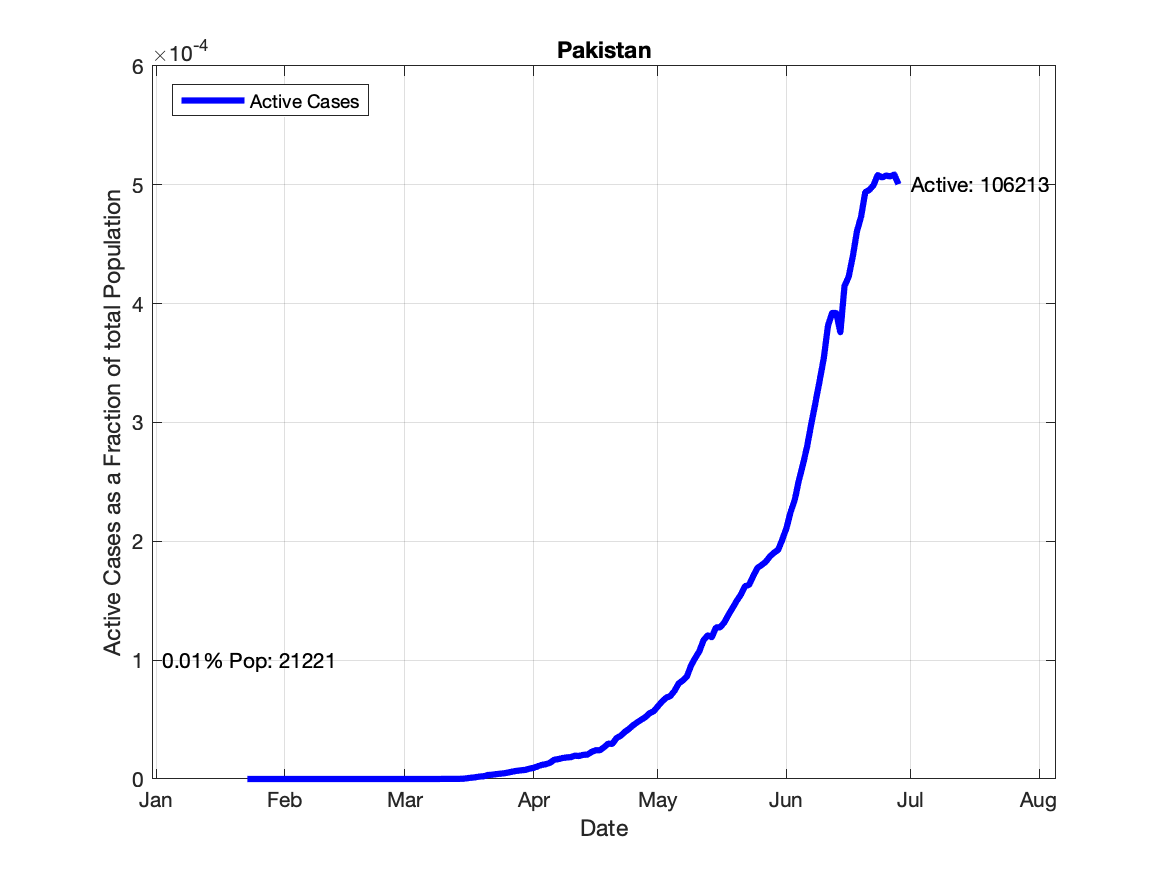 Pakistan
×10-4
6
5
4
3
2
1
0
Active Cases
Active: 106213
0.01% Pop: 21221
Active Cases as a Fraction of total Population
Jan Feb Mar Apr May Jun Jul Aug
Date